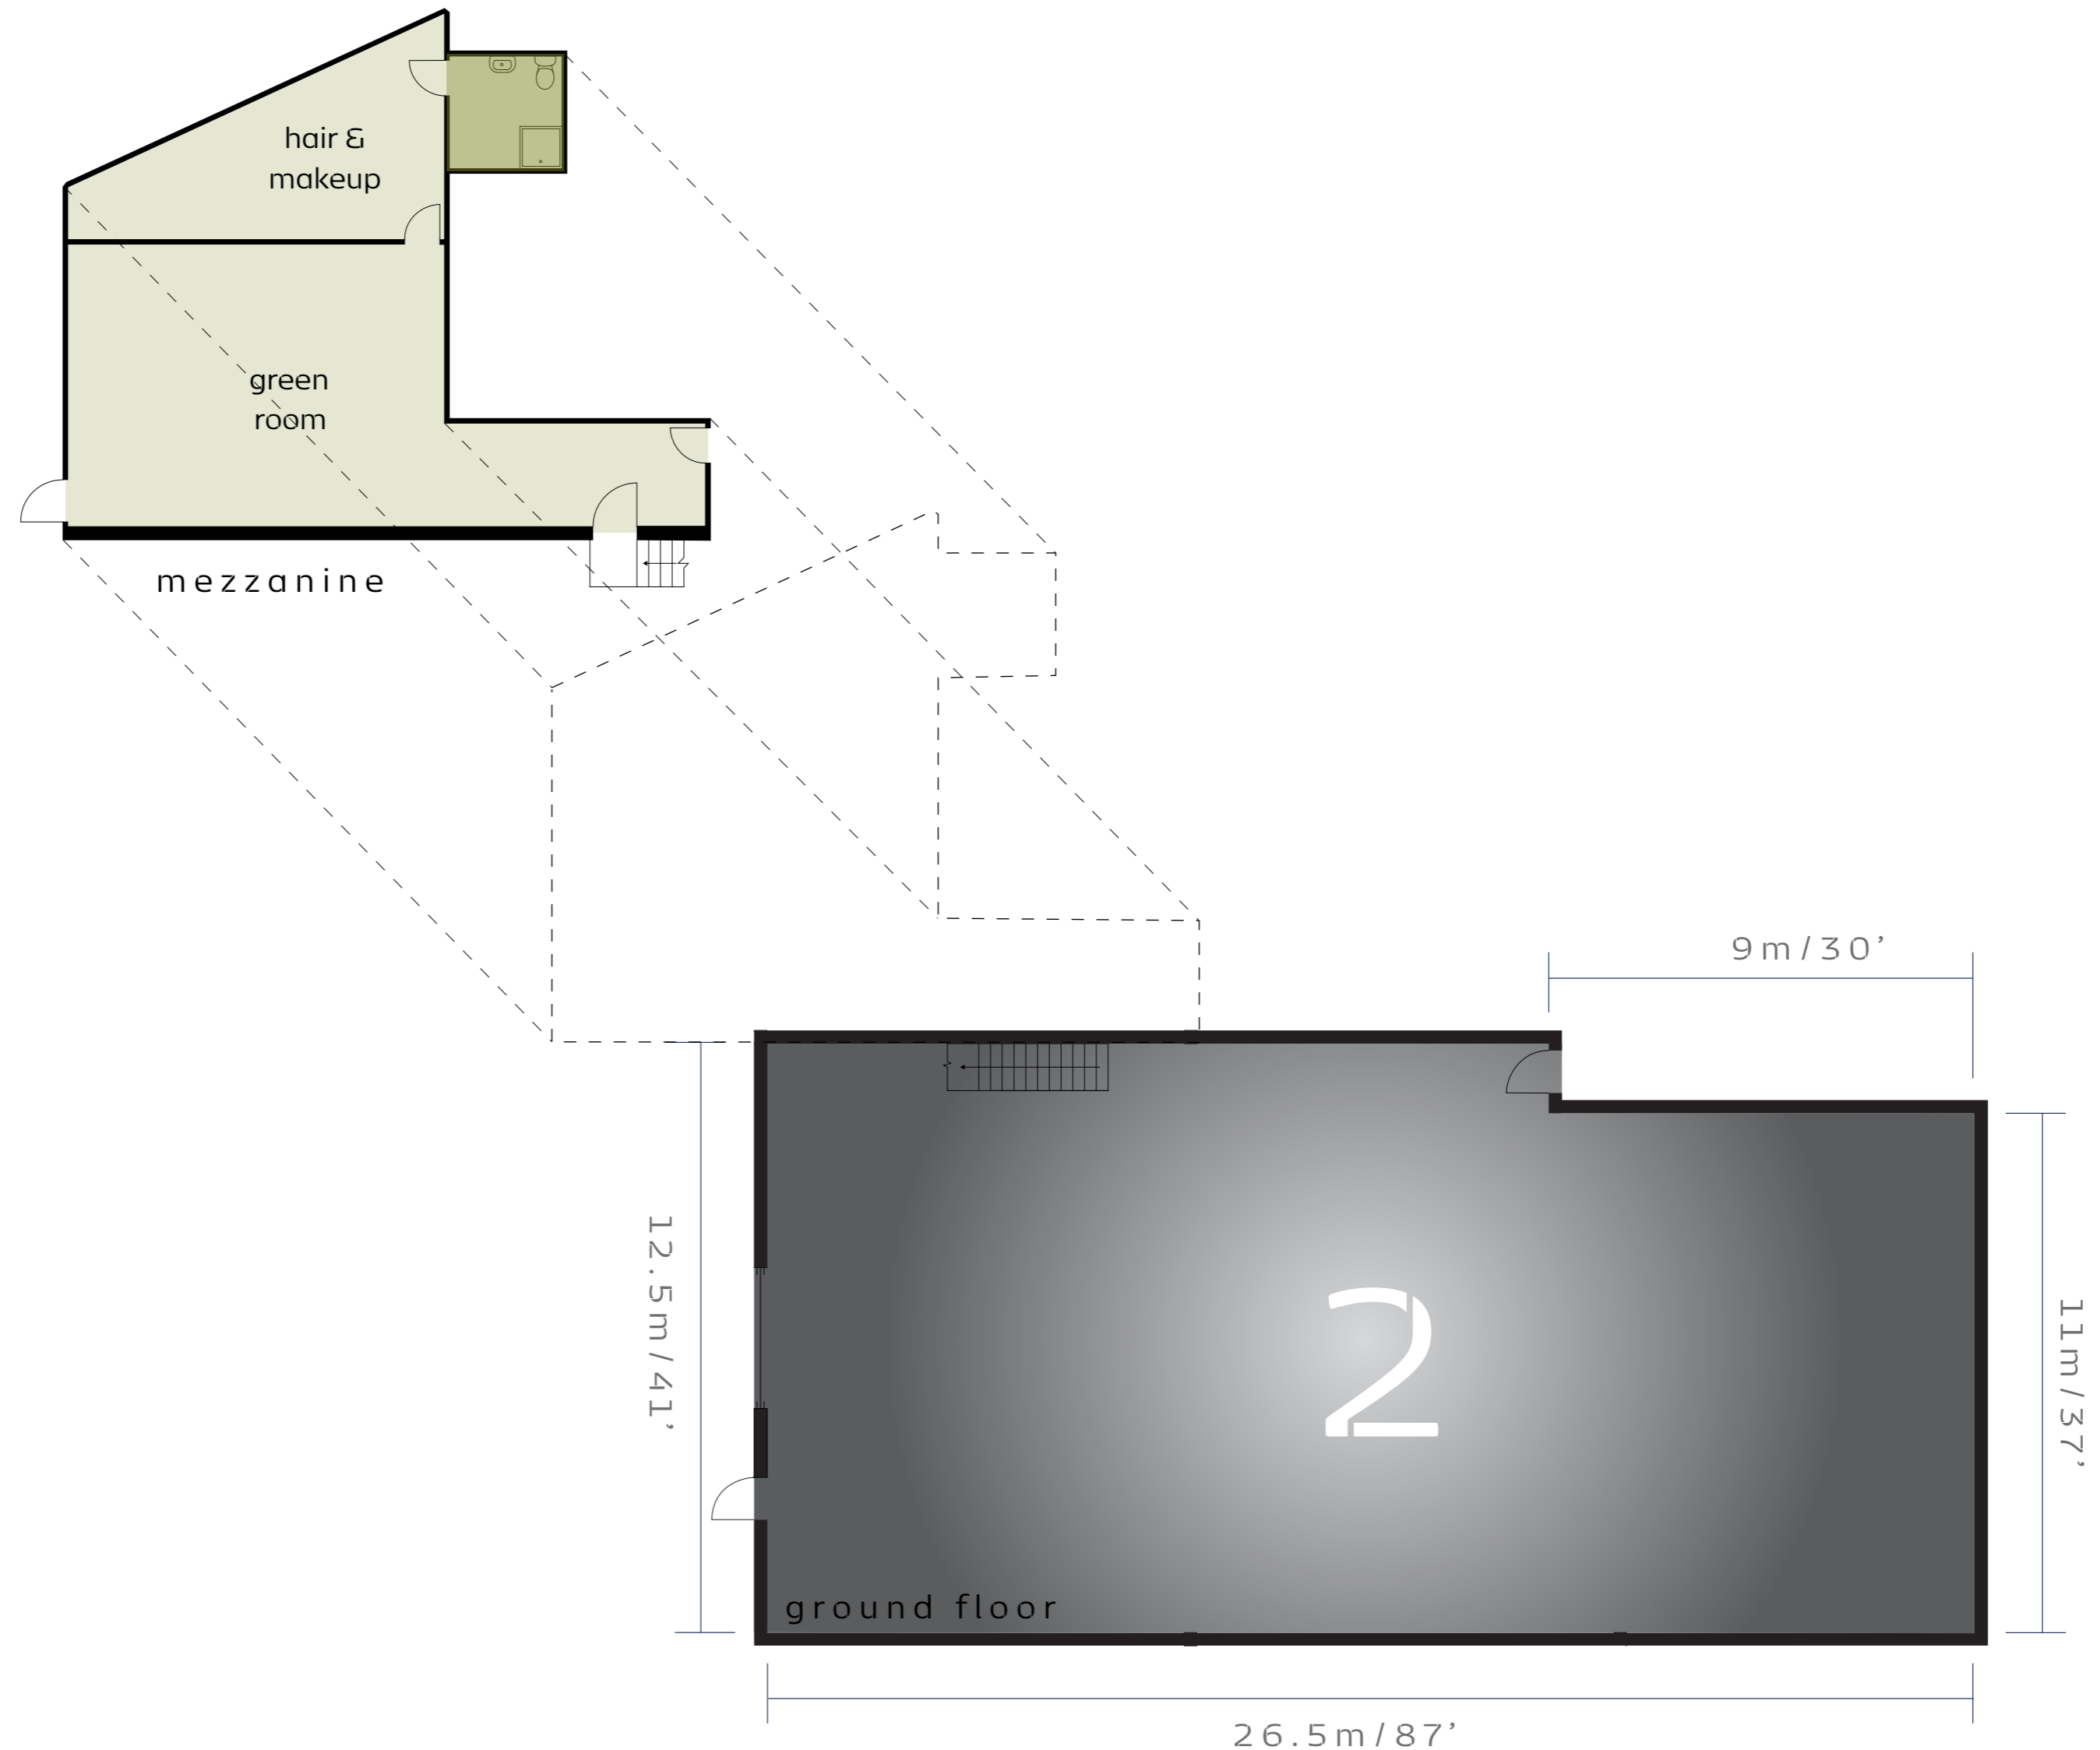 hair &
makeup
green
room
mezzanine
9m/30’
12.5m/41’
11m/37’
2
ground floor
26.5m/87’